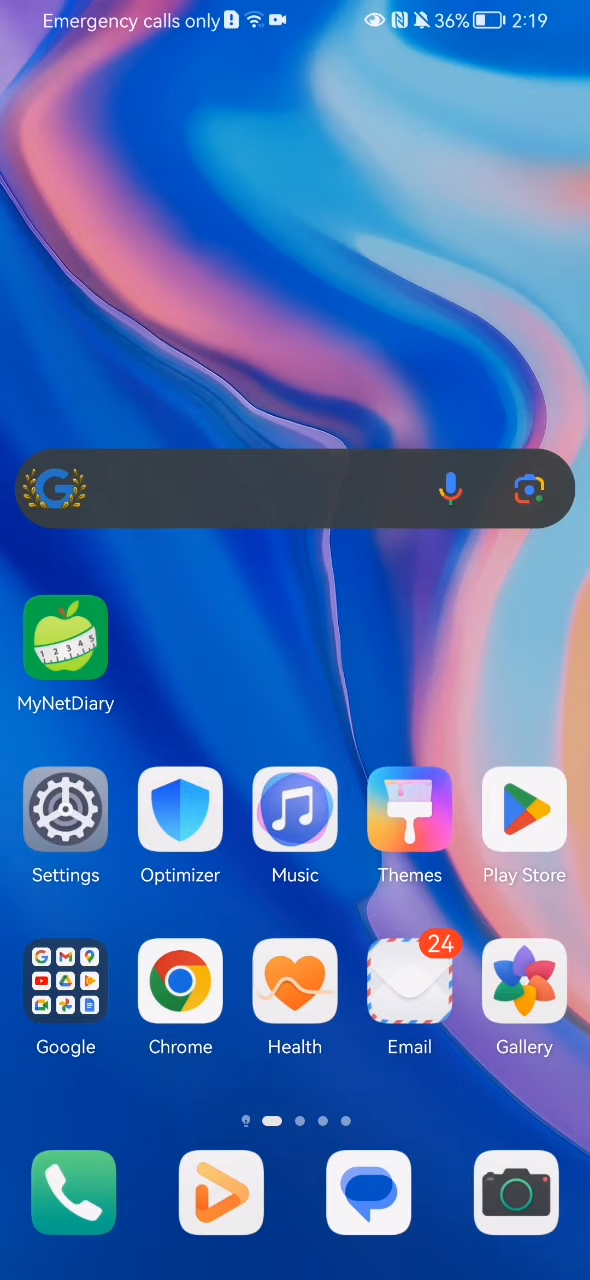 Emergency calls only 36% 2:19
MyNetDiary
Settings Optimizer Music Themes Play Store
24
Google Chrome Health Email Gallery